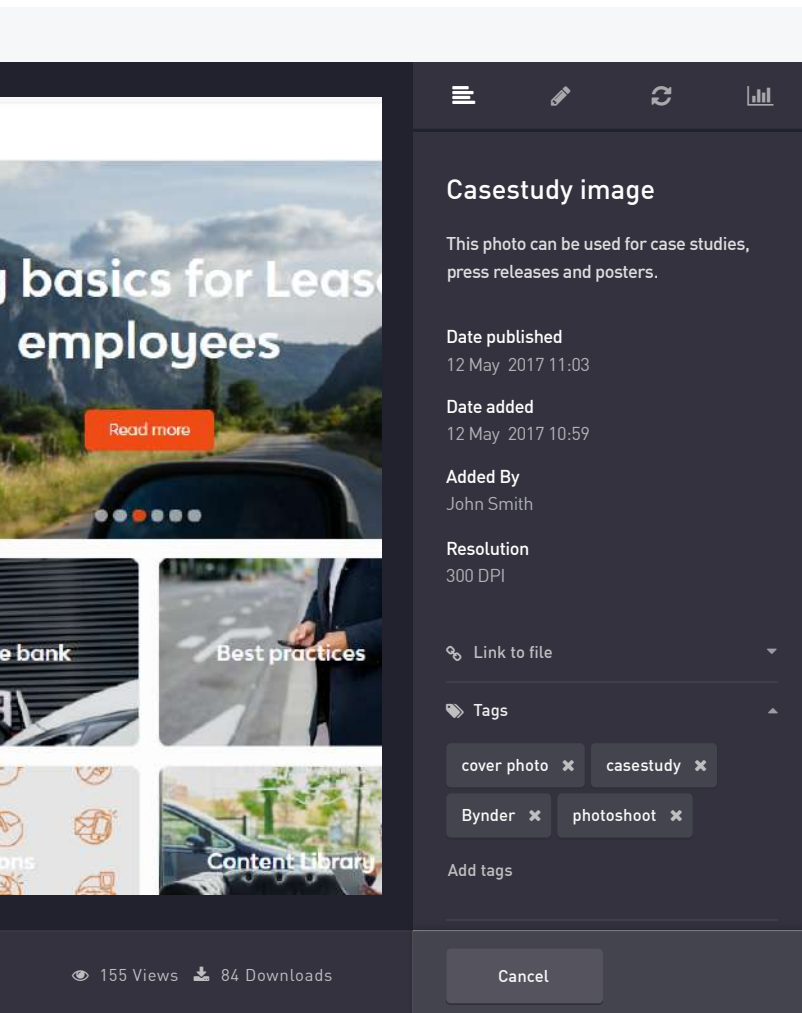 basics for Leas
employees
Read more
e bank
Best practices
ons
Content Library
155 Views
84 Downloads
Casestudy image
This photo can be used for case studies,
press releases and posters.
Date published
12 May 2017 11:03
Date added
12 May 2017 10:59
Added By
John Smith
Resolution
300 DPI
Link to file
Tags
cover photo
casestudy
Bynder
photoshoot
Add tags
Cancel